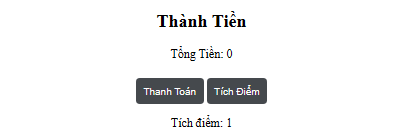 Thành Tiền
Tổng Tiền: 0
Thanh Toán Tích Điểm
Tích điểm: 1